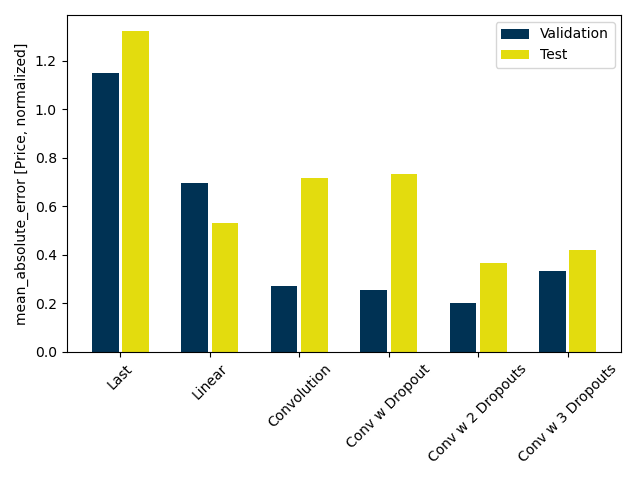 mean_absolute_error [Price, normalized]
1.2
1.0
0.8
0.6
0.4
0.2
0.0
Validation
Test
Last
Linear
Convolution
Conv w Dropout
Conv w 2 Dropouts
Conv w 3 Dropouts